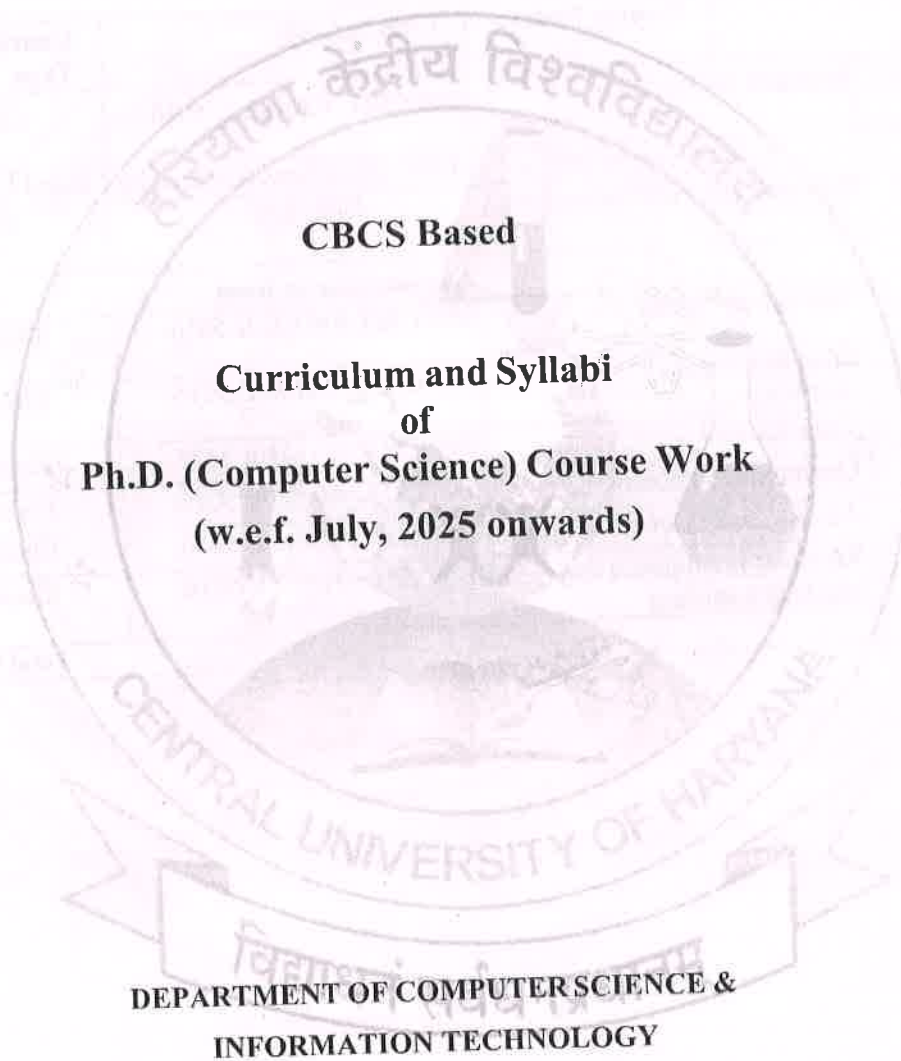 हरियाणा केंद्रीय विश्वविद्यालय
CBCS Based
Curriculum and Syllabi
of
Ph.D. (Computer Science) Course Work
(w.e.f. July, 2025 onwards)
CENTRAL UNIVERSITY OF HARYANA
DEPARTMENT OF COMPUTER SCIENCE &
INFORMATION TECHNOLOGY